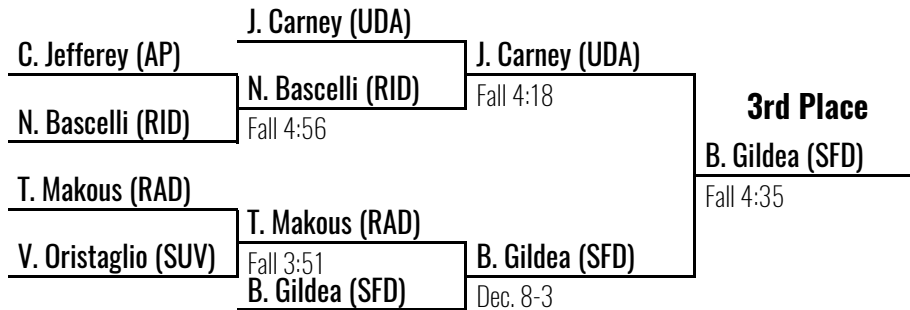 J. Carney (UDA)
C. Jefferey (AP)
J. Carney (UDA)
N. Bascelli (RID)
Fall 4:18
3rd Place
N. Bascelli (RID)
Fall 4:56
B. Gildea (SFD)
T. Makous (RAD)
Fall 4:35
T. Makous (RAD)
V. Oristaglio (SUV)
Fall 3:51
B. Gildea (SFD)
B. Gildea (SFD)
Dec. 8-3